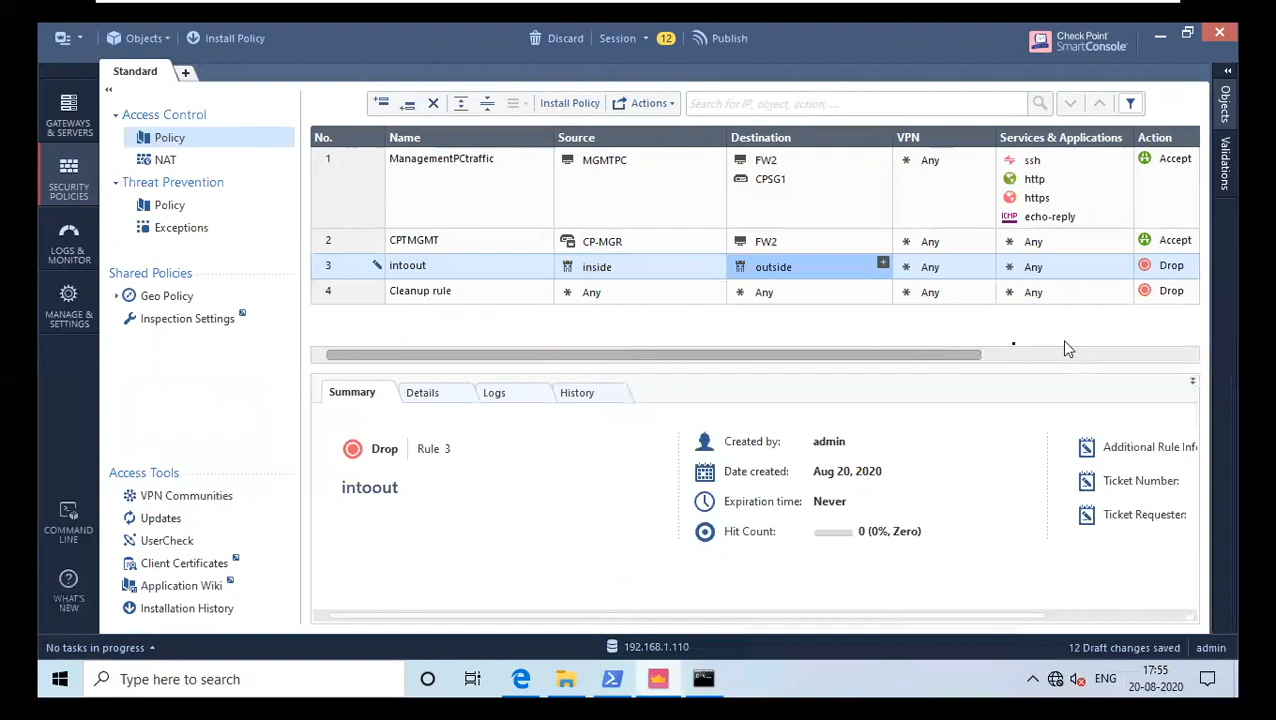 Objects
Install Policy
Discard
Session
12
Publish
Check Point
SmartConsole
Standard
GATEWAYS
& SERVERS
SECURITY
POLICIES
LOGS &
MONITOR
MANAGE &
SETTINGS
COMMAND
LINE
WHAT'S
NEW
Access Control
Policy
NAT
Threat Prevention
Policy
Exceptions
Shared Policies
Geo Policy
Inspection Settings
Access Tools
VPN Communities
Updates
UserCheck
Client Certificates
Application Wiki
Installation History
Install Policy
Actions
Search for IP, object, action, ...
No. Name Source Destination VPN Services & Applications Action
1 ManagementPCtraffic MGMTPC FW2 Any ssh Accept
CPSG1 http
https
ICMP echo-reply
2 CPTMGMT CP-MGR FW2 Any Any Accept
3 intoout inside outside Any Any Drop
4 Cleanup rule Any Any Any Any Drop
Summary Details Logs History
Drop Rule 3
intoout
Created by: admin
Date created: Aug 20, 2020
Expiration time: Never
Hit Count: 0 (0%, Zero)
Additional Rule Inf
Ticket Number:
Ticket Requester:
Objects
Validations
No tasks in progress
192.168.1.110
12 Draft changes saved
admin
Type here to search
ENG
17:55
20-08-2020